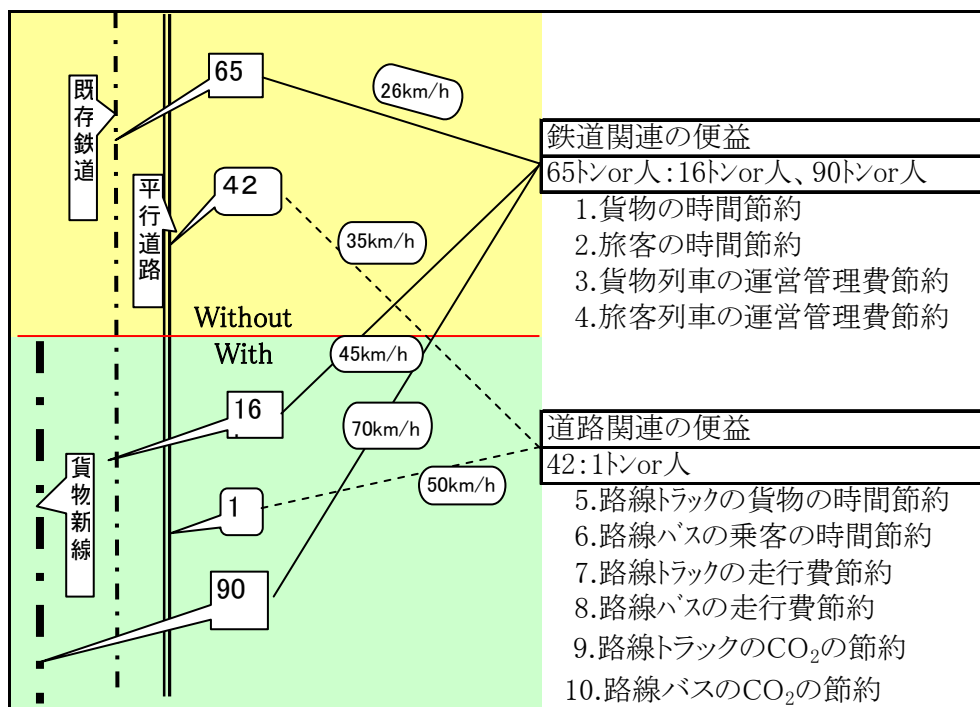 65
26km/h
既存鉄道
42
平行道路
35km/h
Without
With
45km/h
16
70km/h
貨物新線
1
50km/h
90
鉄道関連の便益
65トンor人:16トンor人、90トンor人
1.貨物の時間節約
2.旅客の時間節約
3.貨物列車の運営管理費節約
4.旅客列車の運営管理費節約
道路関連の便益
42:1トンor人
5.路線トラックの貨物の時間節約
6.路線バスの乗客の時間節約
7.路線トラックの走行費節約
8.路線バスの走行費節約
9.路線トラックのCO₂の節約
10.路線バスのCO₂の節約